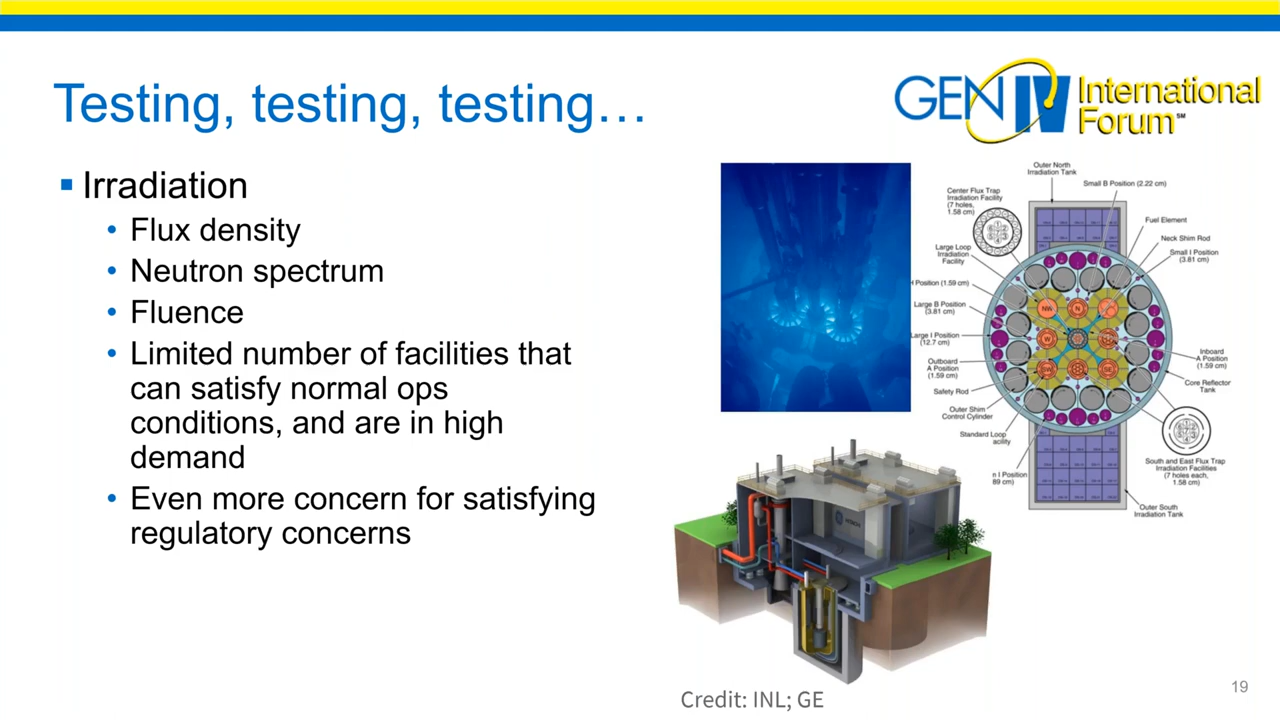 Testing, testing, testing…
GEN IV International
Forum℠
Irradiation
Flux density
Neutron spectrum
Fluence
Limited number of facilities that
can satisfy normal ops
conditions, and are in high
demand
Even more concern for satisfying
regulatory concerns
Outer North
Irradiation Tank
Small B Position (2.22 cm)
Center Flux Trap
Irradiation Facility
(7 holes,
1.58 cm)
Fuel Element
Neck Shim Rod
Large Loop
Irradiation
Facility
Small I Position
(3.81 cm)
H Position (1.59 cm)
Large B Position
(3.81 cm)
Large I Position
(12.7 cm)
Outboard
A Position
(1.59 cm)
Safety Rod
Outer Shim
Control Cylinder
Standard Loop
acility
n I Position
89 cm)
NW
N
W
Inboard
A Position
(1.59 cm)
Core Reflector
Tank
South and East Flux Trap
Irradiation Facilities
(7 holes each,
1.58 cm)
Outer South
Irradiation Tank
HITACHI
Credit: INL; GE
19